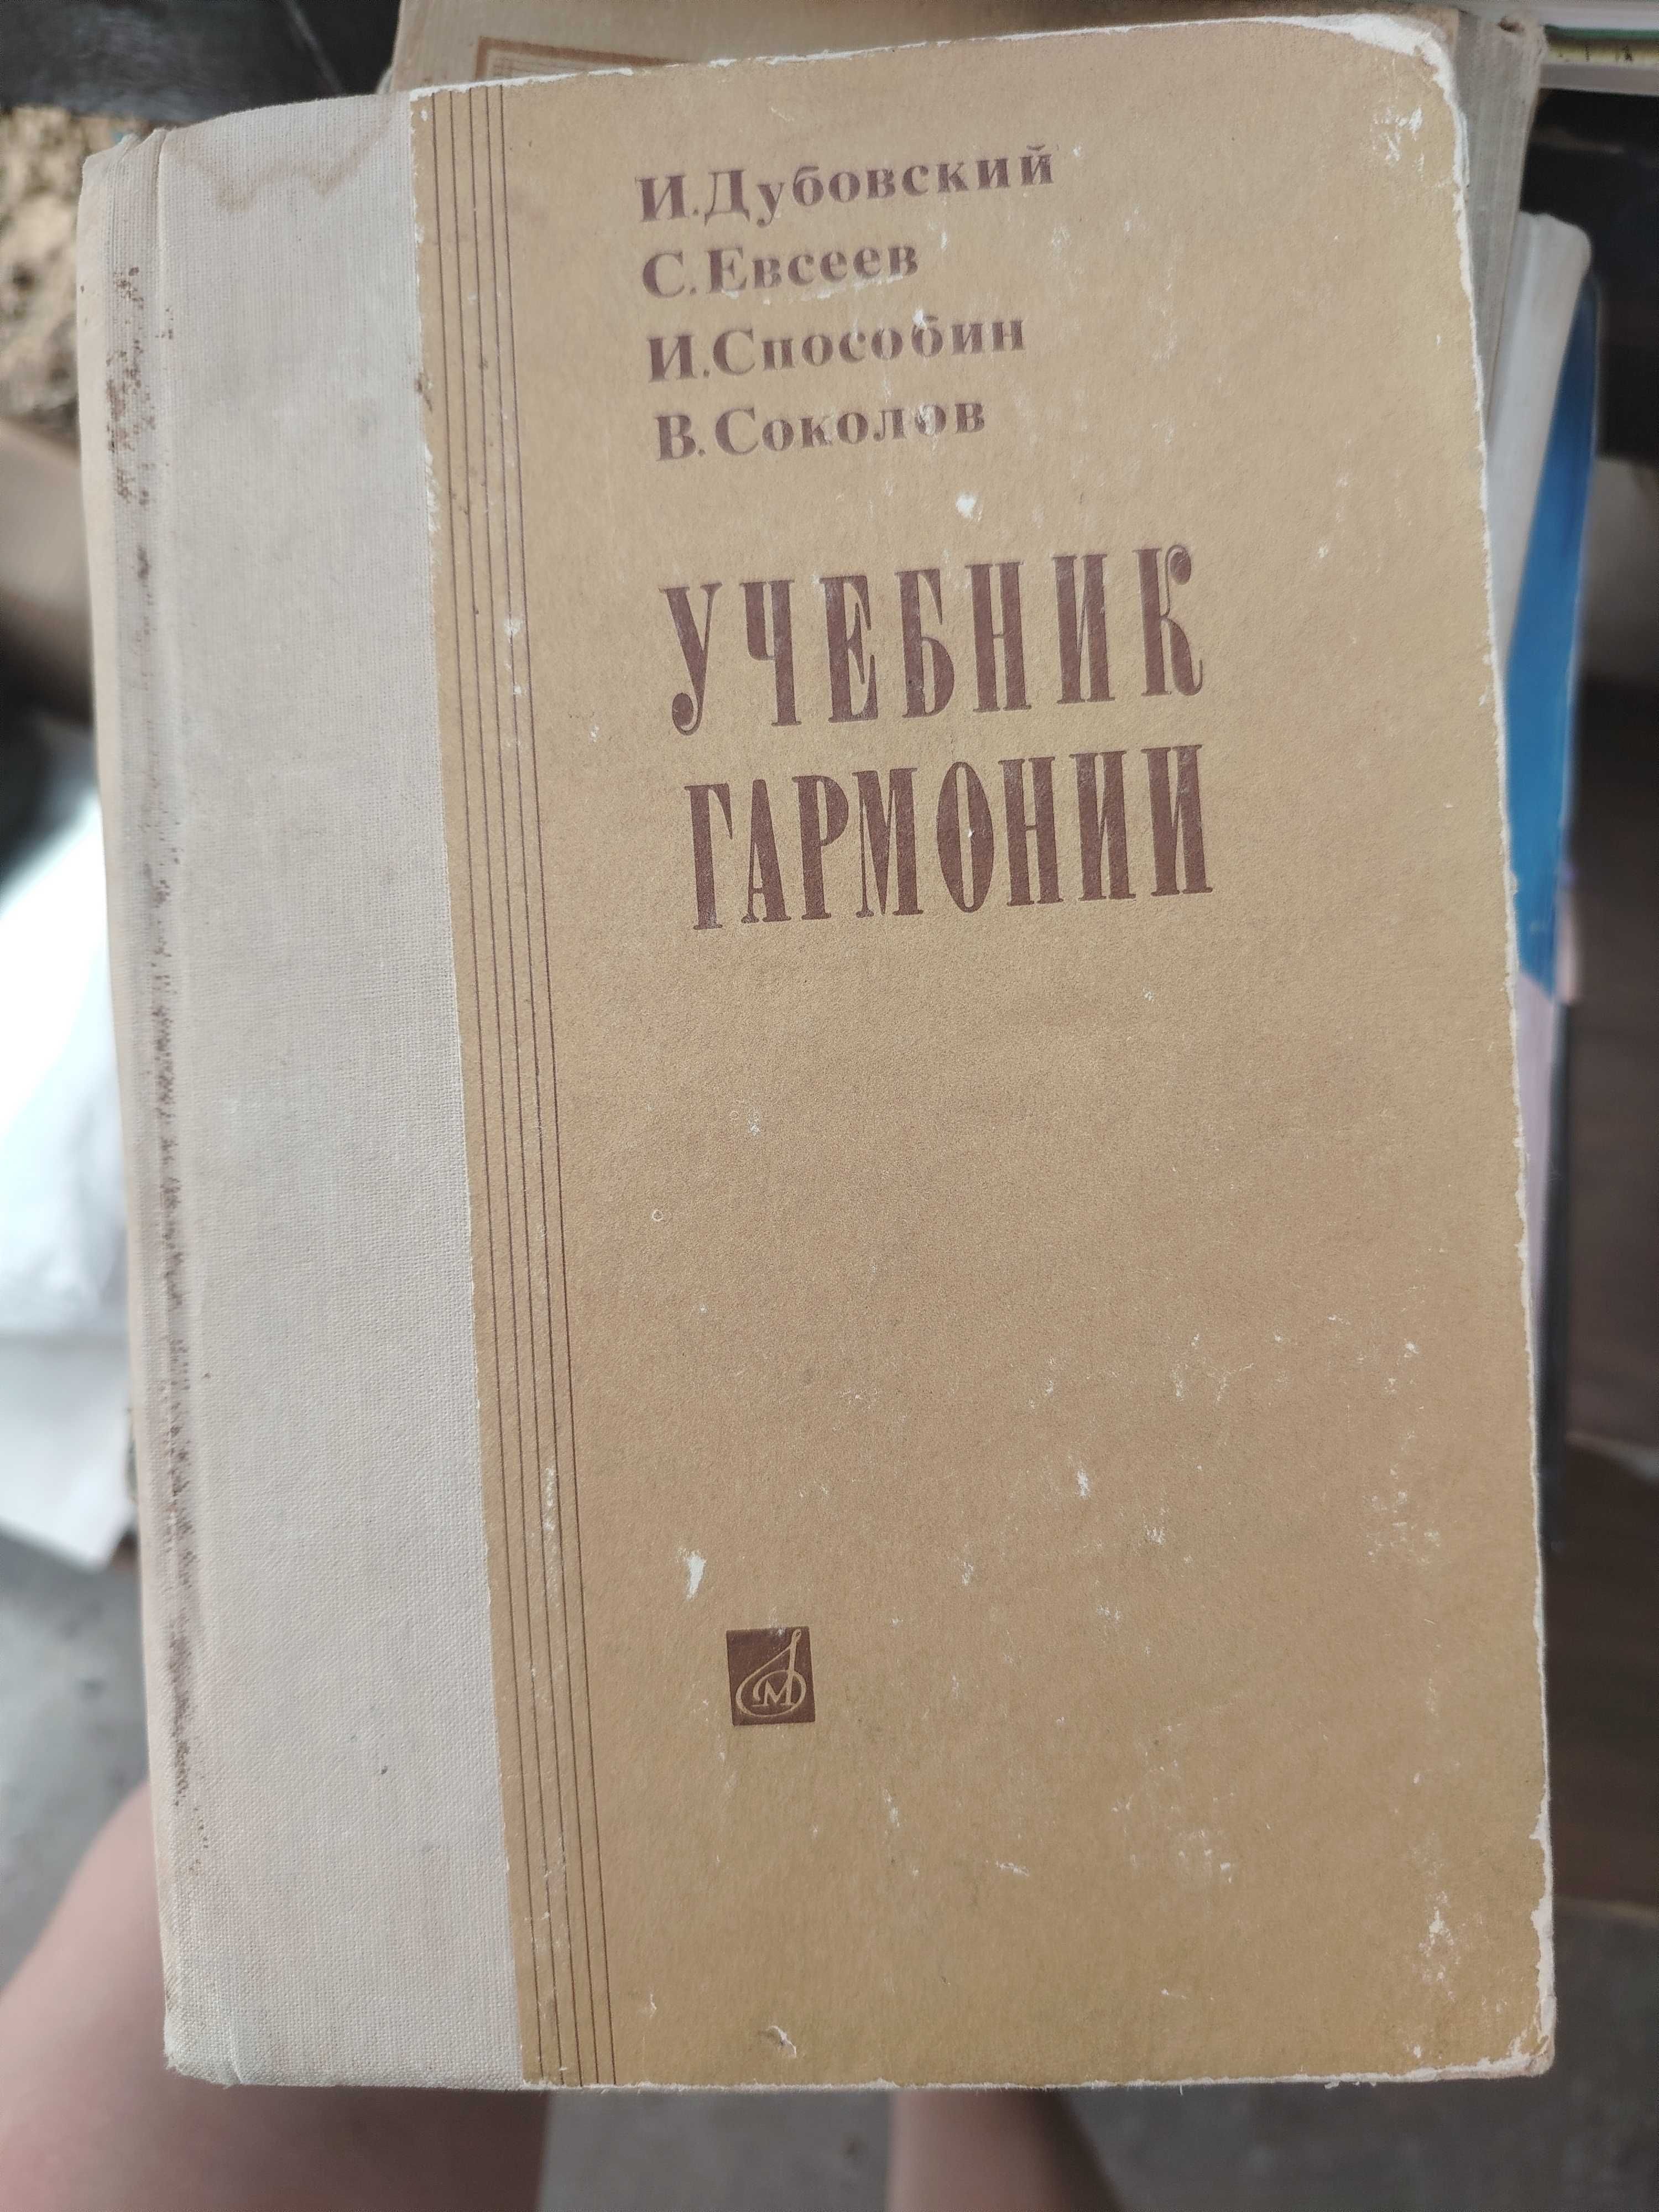 И. Дубовский
С. Евсеев
И. Способин
В. Соколов
УЧЕБНИК
ГАРМОНИИ
М